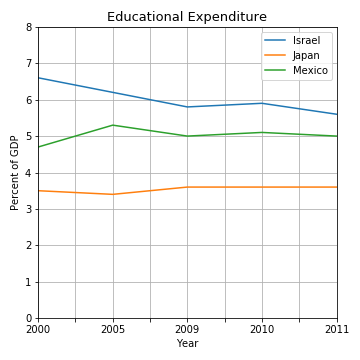 Educational Expenditure
Israel
Japan
Mexico
Percent of GDP
8
7
6
5
4
3
2
1
0
2000 2005 2009 2010 2011
Year